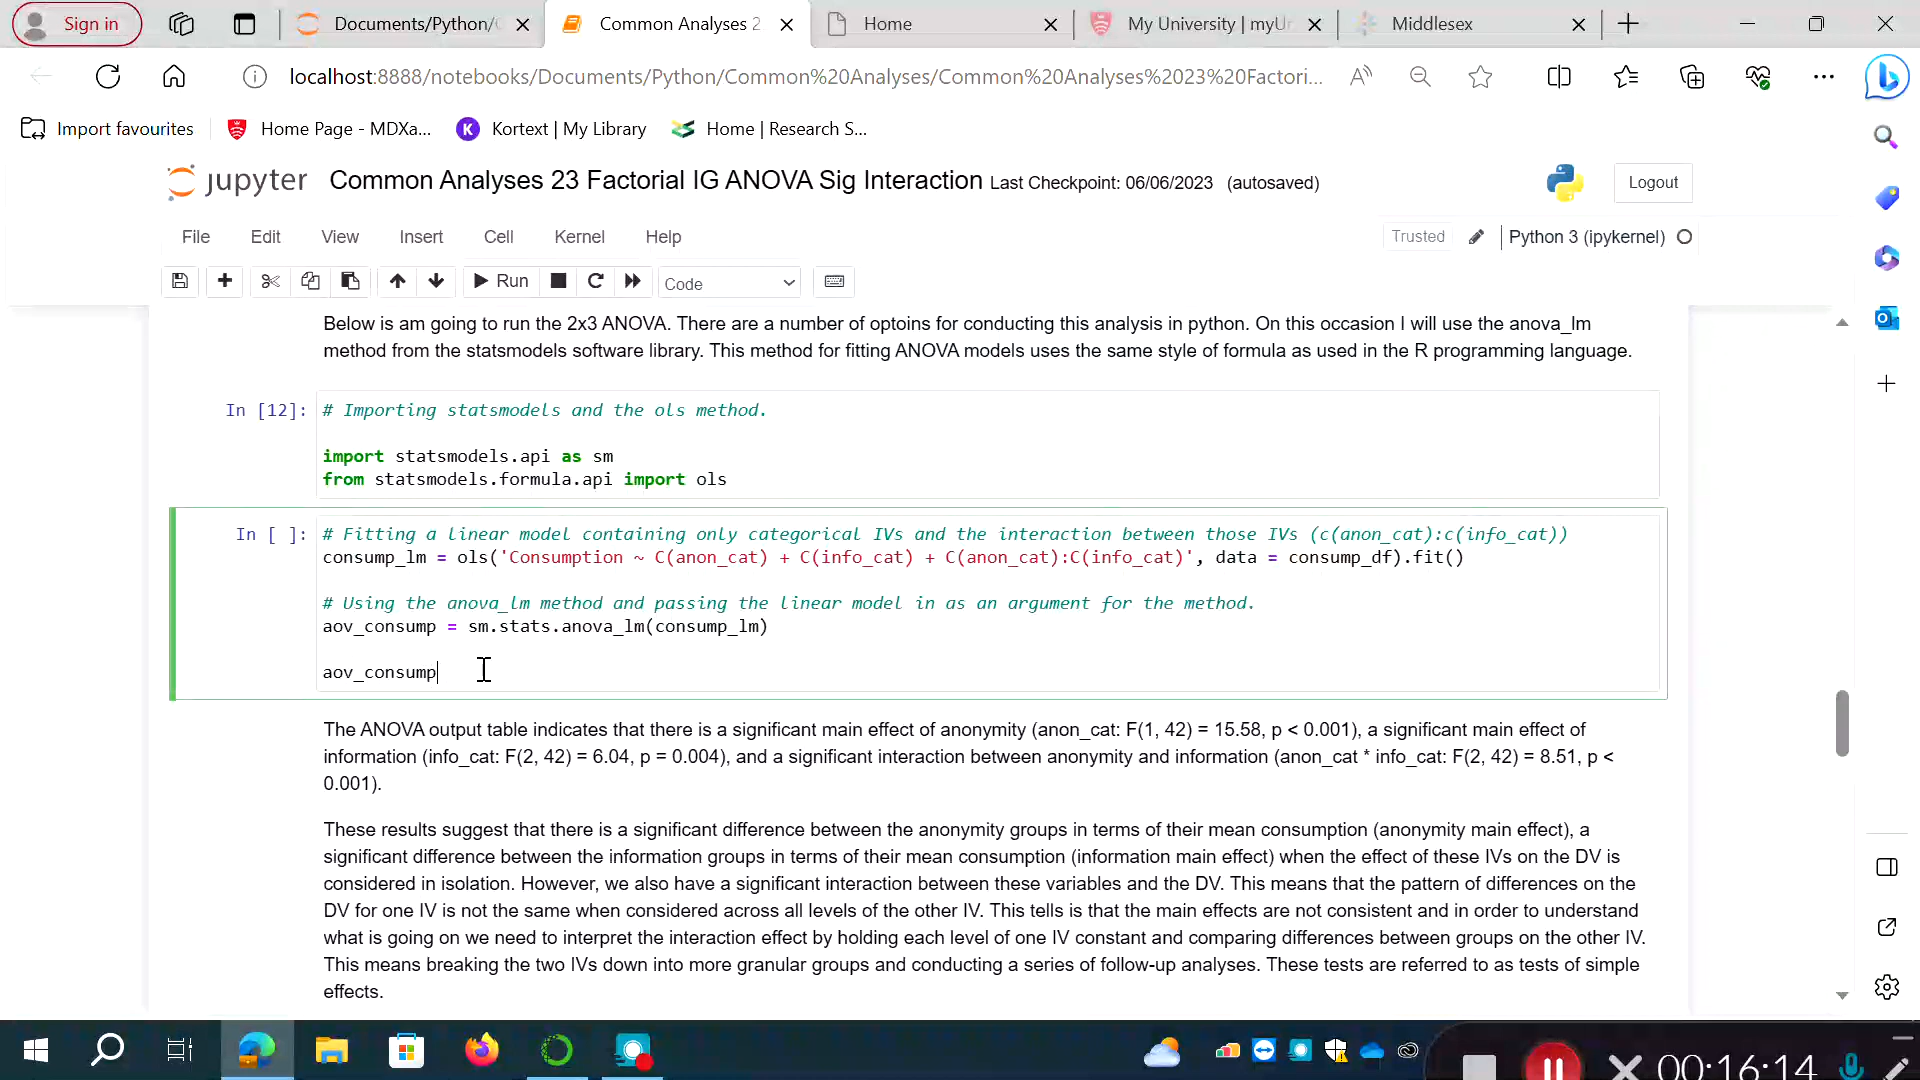 Sign in
Documents/Python/
Common Analyses 2
Home
My University | myUr
Middlesex
localhost:8888/notebooks/Documents/Python/Common%20Analyses/Common%20Analyses%2023%20Factori...
Import favourites
Home Page - MDXa...
K
Kortext | My Library
Home | Research S...
jupyter
Common Analyses 23 Factorial IG ANOVA Sig Interaction Last Checkpoint: 06/06/2023 (autosaved)
Logout
File Edit View Insert Cell Kernel Help
Trusted
Python 3 (ipykernel)
Run
Code
Below is am going to run the 2x3 ANOVA. There are a number of optoins for conducting this analysis in python. On this occasion I will use the anova_lm
method from the statsmodels software library. This method for fitting ANOVA models uses the same style of formula as used in the R programming language.
In [12]: # Importing statsmodels and the ols method.
import statsmodels.api as sm
from statsmodels.formula.api import ols
In [ ]: # Fitting a linear model containing only categorical IVs and the interaction between those IVs (c(anon_cat):c(info_cat))
consump_lm = ols('Consumption ~ C(anon_cat) + C(info_cat) + C(anon_cat):C(info_cat)', data = consump_df).fit()
# Using the anova_lm method and passing the linear model in as an argument for the method.
aov_consump = sm.stats.anova_lm(consump_lm)
aov_consump
The ANOVA output table indicates that there is a significant main effect of anonymity (anon_cat: F(1, 42) = 15.58, p < 0.001), a significant main effect of
information (info_cat: F(2, 42) = 6.04, p = 0.004), and a significant interaction between anonymity and information (anon_cat * info_cat: F(2, 42) = 8.51, p <
0.001).
These results suggest that there is a significant difference between the anonymity groups in terms of their mean consumption (anonymity main effect), a
significant difference between the information groups in terms of their mean consumption (information main effect) when the effect of these IVs on the DV is
considered in isolation. However, we also have a significant interaction between these variables and the DV. This means that the pattern of differences on the
DV for one IV is not the same when considered across all levels of the other IV. This tells is that the main effects are not consistent and in order to understand
what is going on we need to interpret the interaction effect by holding each level of one IV constant and comparing differences between groups on the other IV.
This means breaking the two IVs down into more granular groups and conducting a series of follow-up analyses. These tests are referred to as tests of simple
effects.
00:16:14